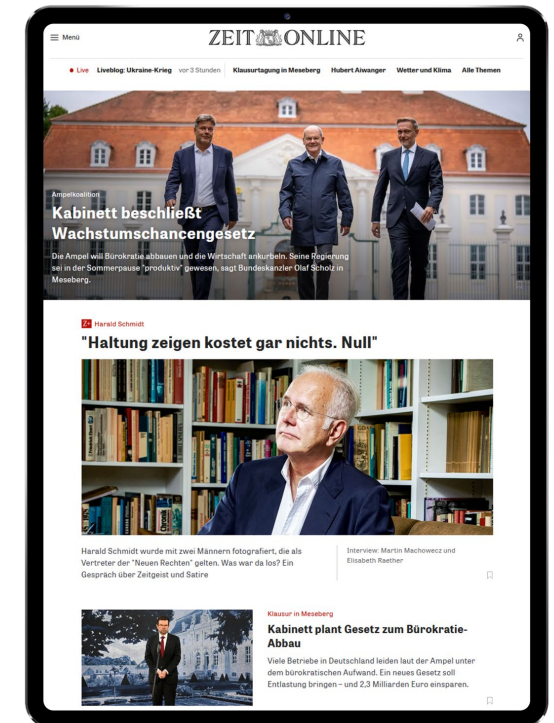 Menü
ZEIT ONLINE
Live Liveblog: Ukraine-Krieg vor 3 Stunden Klausurtagung in Meseberg Hubert Aiwanger Wetter und Klima Alle Themen
Ampelkoalition
Kabinett beschließt
Wachstumschancengesetz
Die Ampel will Bürokratie abbauen und die Wirtschaft ankurbeln. Seine Regierung
sei in der Sommerpause "produktiv" gewesen, sagt Bundeskanzler Olaf Scholz in
Meseberg.
Z+ Harald Schmidt
"Haltung zeigen kostet gar nichts. Null"
Harald Schmidt wurde mit zwei Männern fotografiert, die als
Vertreter der "Neuen Rechten" gelten. Was war da los? Ein
Gespräch über Zeitgeist und Satire
Interview: Martin Machowecz und
Elisabeth Raether
Klausur in Meseberg
Kabinett plant Gesetz zum Bürokratie-
Abbau
Viele Betriebe in Deutschland leiden laut der Ampel unter
dem bürokratischen Aufwand. Ein neues Gesetz soll
Entlastung bringen – und 2,3 Milliarden Euro einsparen.